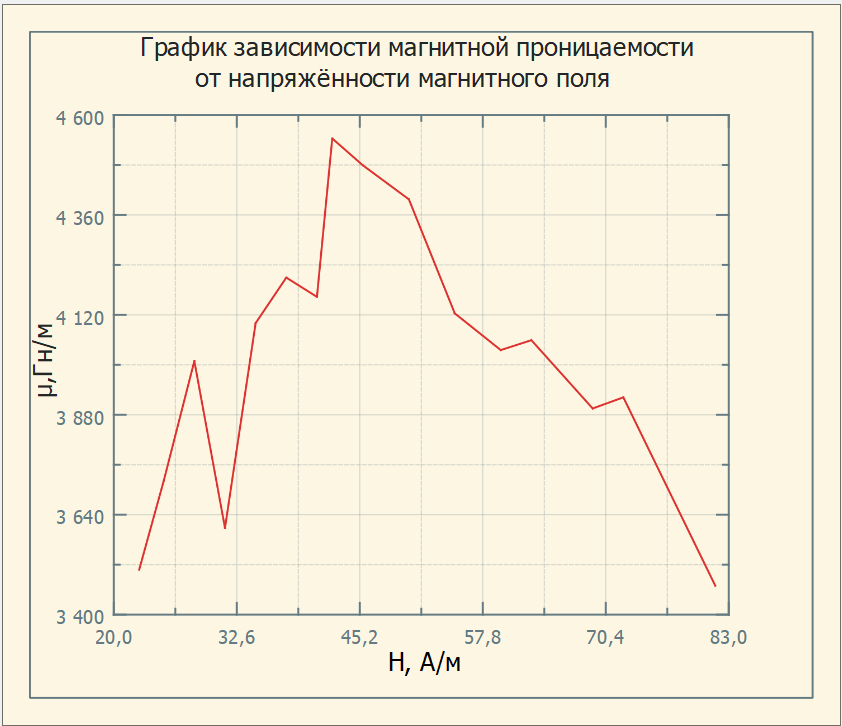 График зависимости магнитной проницаемости
от напряжённости магнитного поля
4 600
4 360
4 120
3 880
3 640
3 400
μ,Гн/м
20,0 32,6 45,2 57,8 70,4 83,0
Н, А/м